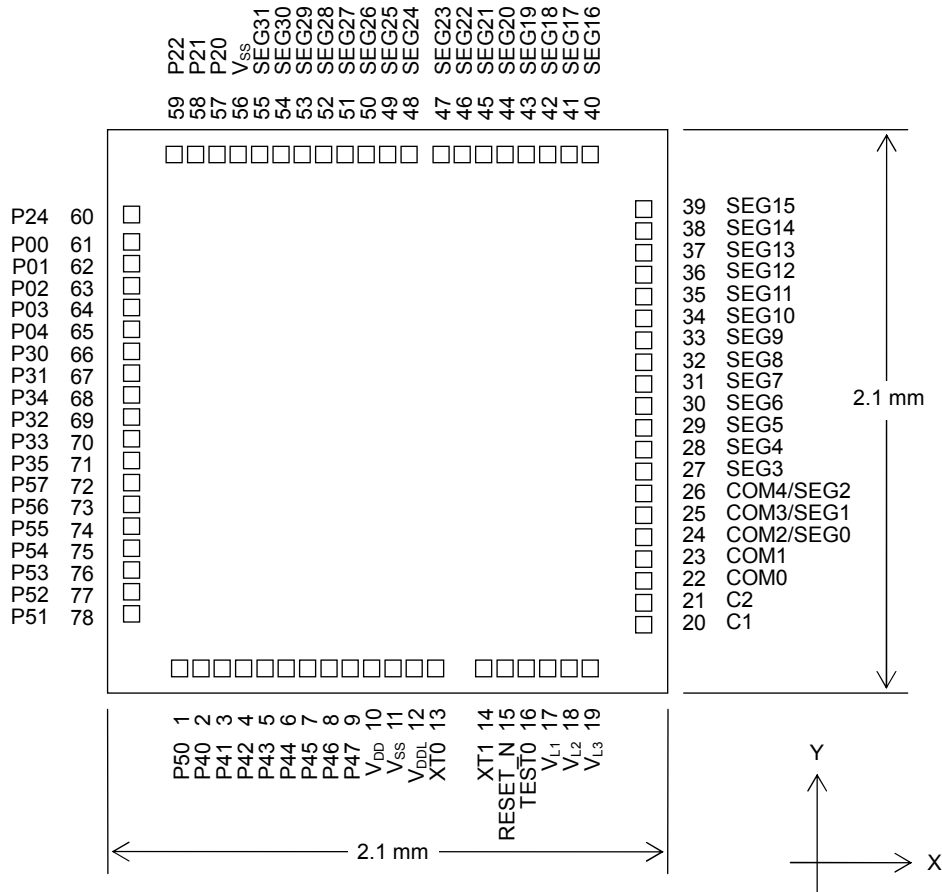 P22 P21 P20 VSS SEG31 SEG30 SEG29 SEG28 SEG27 SEG26 SEG25 SEG24 SEG23 SEG22 SEG21 SEG20 SEG19 SEG18 SEG17 SEG16
59 58 57 56 55 54 53 52 51 50 49 48 47 46 45 44 43 42 41 40
P24 60
P00 61
P01 62
P02 63
P03 64
P04 65
P30 66
P31 67
P34 68
P32 69
P33 70
P35 71
P57 72
P56 73
P55 74
P54 75
P53 76
P52 77
P51 78
39 SEG15
38 SEG14
37 SEG13
36 SEG12
35 SEG11
34 SEG10
33 SEG9
32 SEG8
31 SEG7
30 SEG6
29 SEG5
28 SEG4
27 SEG3
26 COM4/SEG2
25 COM3/SEG1
24 COM2/SEG0
23 COM1
22 COM0
21 C2
20 C1
2.1 mm
1 2 3 4 5 6 7 8 9 10 11 12 13 14 15 16 17 18 19
P50 P40 P41 P42 P43 P44 P45 P46 P47 VDD VSS VDDL XT0 XT1 RESET_N TEST0 VL1 VL2 VL3
2.1 mm
Y
X